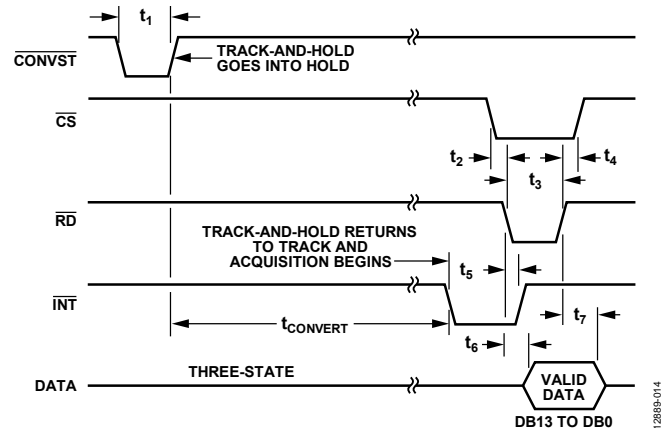 t1
CONVST
TRACK-AND-HOLD
GOES INTO HOLD
CS
t2
t3
t4
RD
TRACK-AND-HOLD RETURNS
TO TRACK AND
ACQUISITION BEGINS
t5
INT
tCONVERT
t6
t7
DATA
THREE-STATE
VALID
DATA
DB13 TO DB0
12889-014